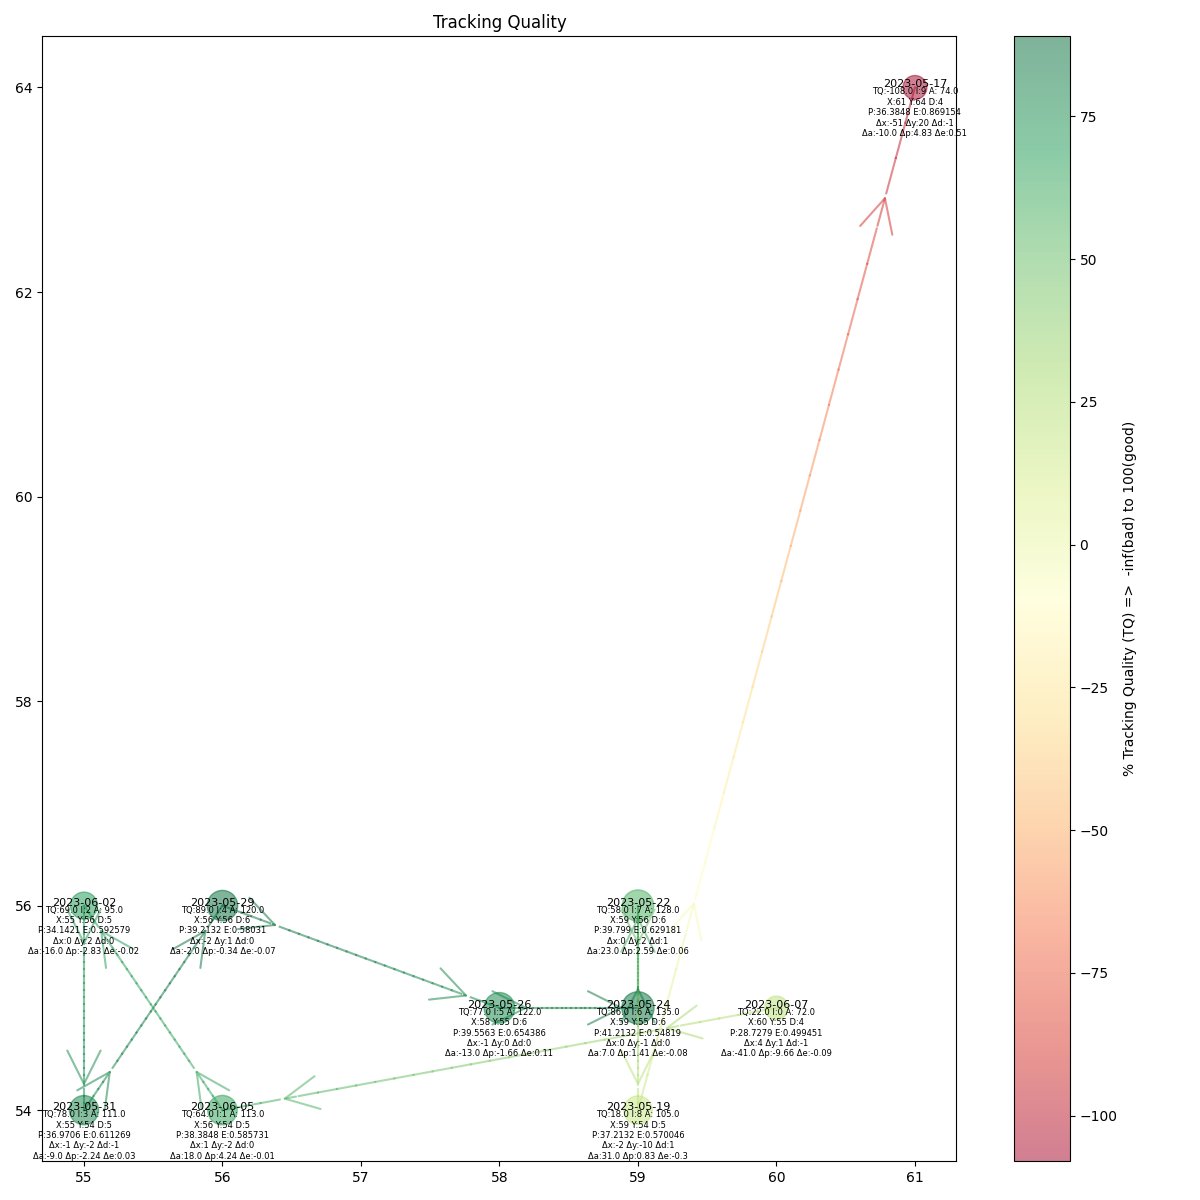 Tracking Quality
64
62
60
58
56
54
2023-05-17
TQ:-108.0 I:9 A: 74.0
X:61 Y:64 D:4
P:36.3848 E:0.869154
Δx:-51 Δy:20 Δd:-1
Δa:-10.0 Δp:4.83 Δe:0.51
2023-06-02
TQ:69.0 I:2 A: 95.0
X:55 Y:56 D:5
P:34.1421 E:0.592579
Δx:0 Δy:2 Δd:0
Δa:-16.0 Δp:-2.83 Δe:-0.02
2023-05-29
TQ:89.0 I:4 A: 120.0
X:56 Y:56 D:6
P:39.2132 E:0.58031
Δx:-2 Δy:1 Δd:0
Δa:-2.0 Δp:-0.34 Δe:-0.07
2023-05-22
TQ:58.0 I:7 A: 128.0
X:59 Y:56 D:6
P:39.799 E:0.629181
Δx:0 Δy:2 Δd:1
Δa:23.0 Δp:2.59 Δe:0.06
2023-05-26
TQ:77.0 I:5 A: 122.0
X:58 Y:55 D:6
P:39.5563 E:0.654386
Δx:-1 Δy:0 Δd:0
Δa:-13.0 Δp:-1.66 Δe:0.11
2023-05-24
TQ:86.0 I:6 A: 135.0
X:59 Y:55 D:6
P:41.2132 E:0.54819
Δx:0 Δy:-1 Δd:0
Δa:7.0 Δp:1.41 Δe:-0.08
2023-06-07
TQ:22.0 I:0 A: 72.0
X:60 Y:55 D:4
P:28.7279 E:0.499451
Δx:4 Δy:1 Δd:-1
Δa:-41.0 Δp:-9.66 Δe:-0.09
2023-05-31
TQ:78.0 I:3 A: 111.0
X:55 Y:54 D:5
P:36.9706 E:0.611269
Δx:-1 Δy:-2 Δd:-1
Δa:-9.0 Δp:-2.24 Δe:0.03
2023-06-05
TQ:64.0 I:1 A: 113.0
X:56 Y:54 D:5
P:38.3848 E:0.585731
Δx:1 Δy:-2 Δd:0
Δa:18.0 Δp:4.24 Δe:-0.01
2023-05-19
TQ:18.0 I:8 A: 105.0
X:59 Y:54 D:5
P:37.2132 E:0.570046
Δx:-2 Δy:-10 Δd:1
Δa:31.0 Δp:0.83 Δe:-0.3
55
56
57
58
59
60
61
75
50
25
0
−25
−50
−75
−100
% Tracking Quality (TQ) =>  -inf(bad) to 100(good)